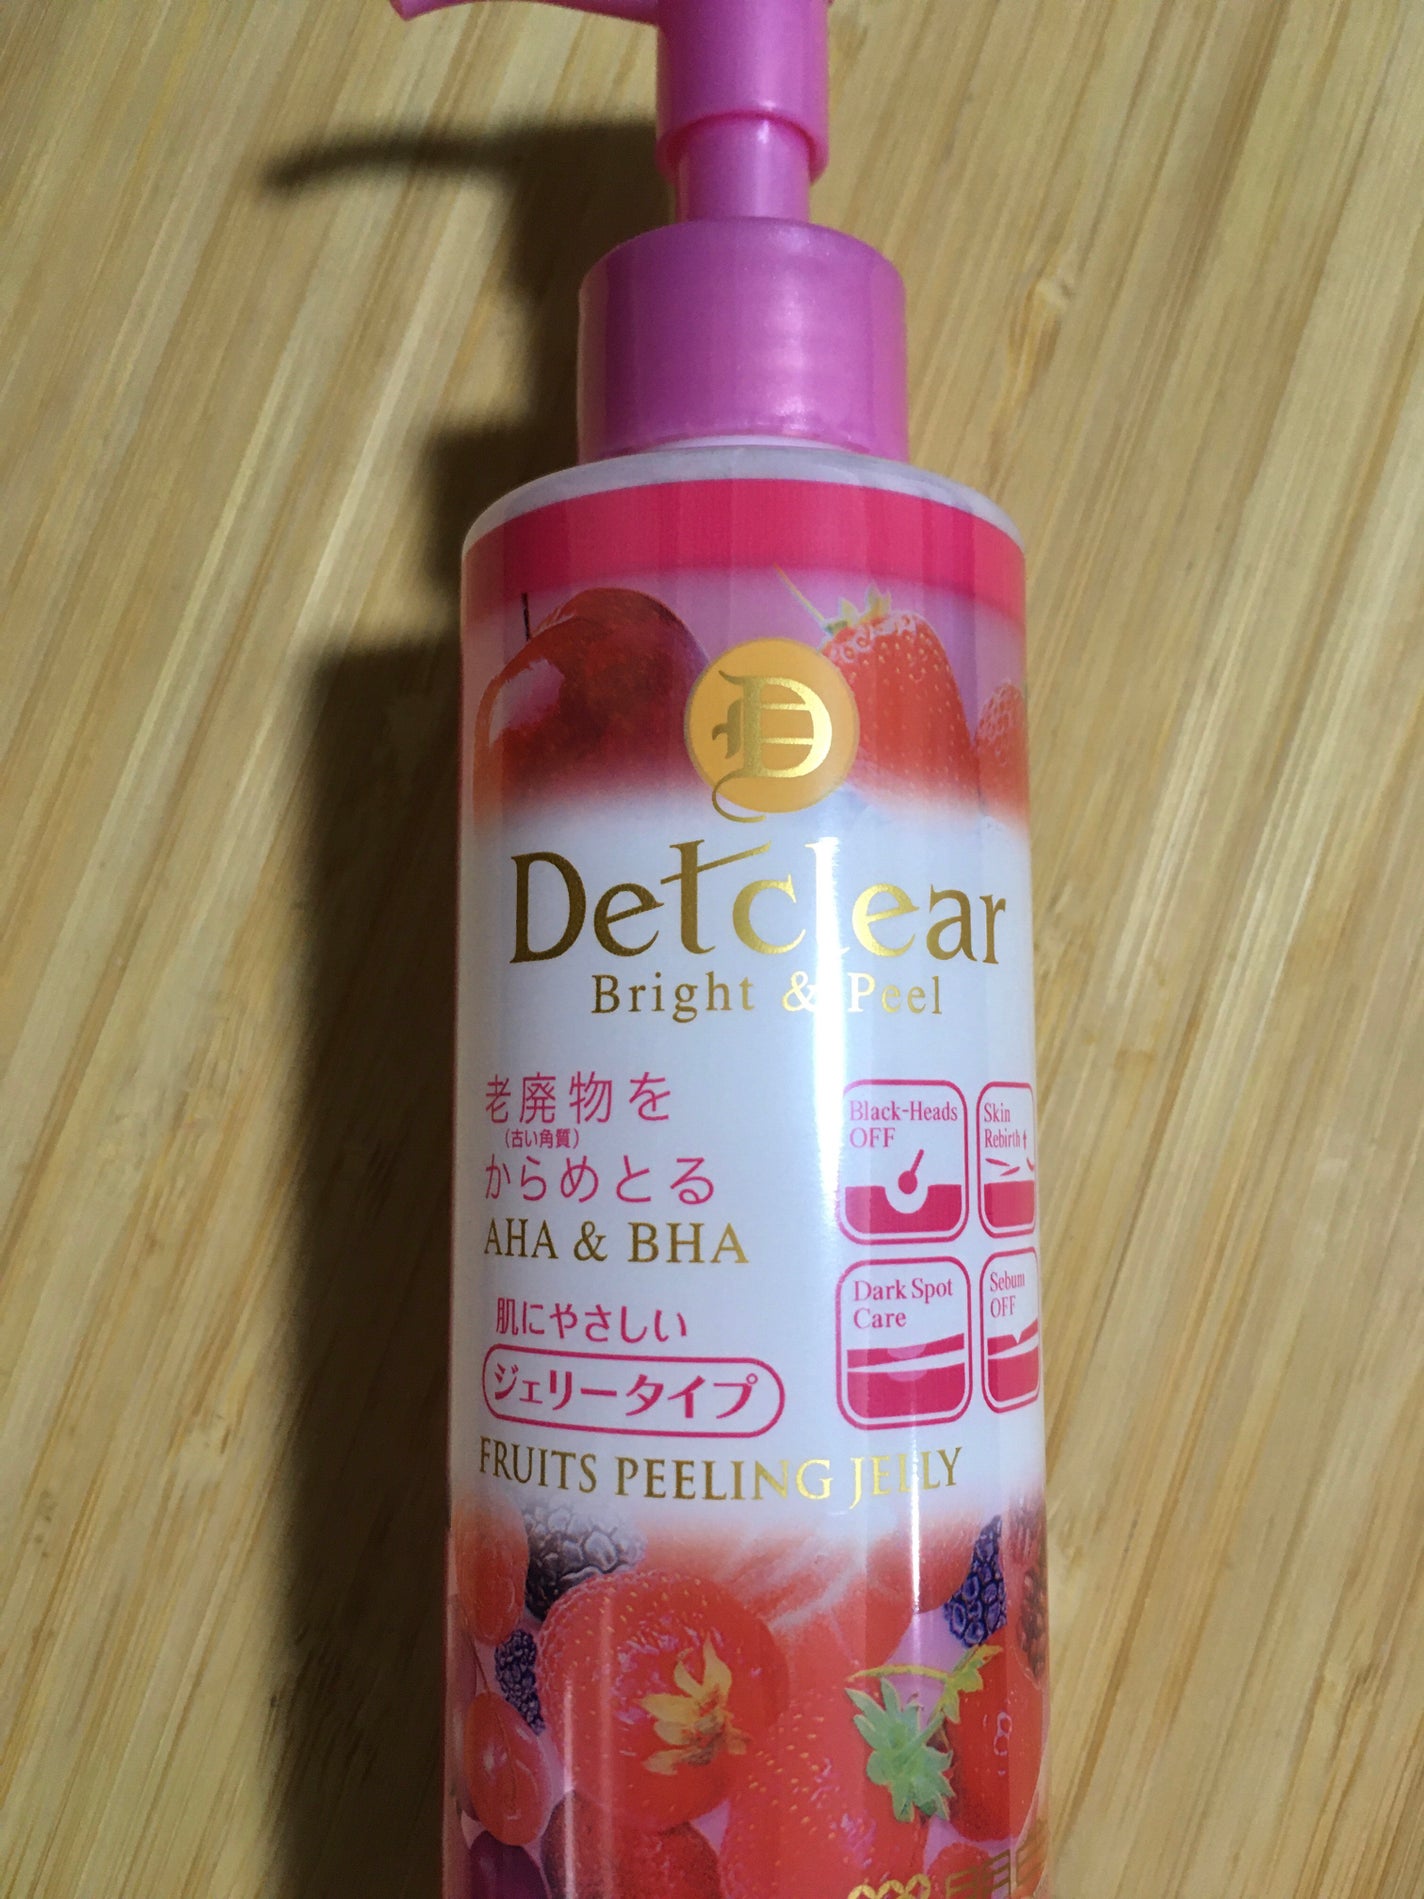 D
Detclear
Bright & Peel
老廃物を
(古い角質)
からめとる
AHA & BHA
肌にやさしい
ジェリータイプ
Black-Heads
OFF
Skin
Rebirth
Dark Spot
Care
Sebum
OFF
FRUITS PEELING JELLY